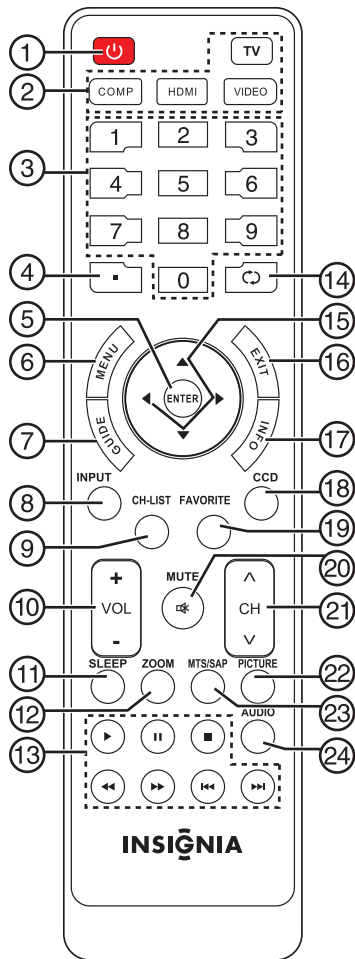 1
TV
2
COMP HDMI VIDEO
3
1 2 3
4 5 6
7 8 9
4
.
0
14
5
15
6
MENU
EXIT
16
ENTER
7
GUIDE
INFO
17
INPUT
CCD
8
18
CH-LIST FAVORITE
9
19
MUTE
20
+
VOL
-
10
CH
21
SLEEP ZOOM MTS/SAP PICTURE
11
22
12
23
AUDIO
13
24
INSIGNIA